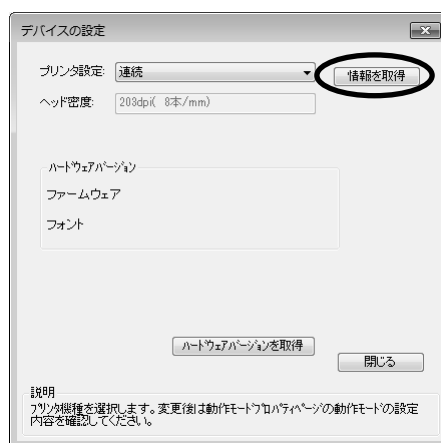 デバイスの設定
プリンタ設定: 連続 情報を取得
ヘッド密度: 203dpi( 8本/mm)
ハードウェアバージョン
ファームウェア
フォント
ハードウェアバージョンを取得
閉じる
説明
プリンタ機種を選択します。変更後は動作モードプロパティページの動作モードの設定
内容を確認してください。